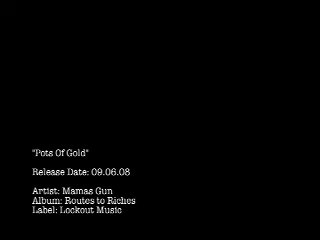 "Pots Of Gold"
Release Date: 09.06.08
Artist: Mamas Gun
Album: Routes to Riches
Label: Lockout Music